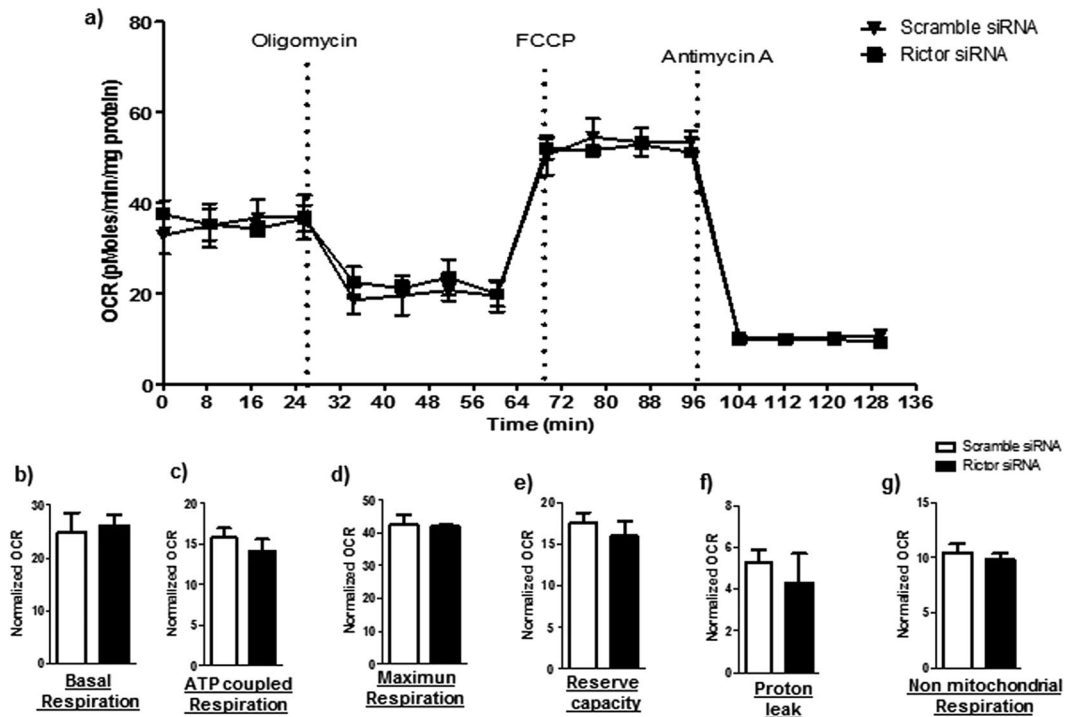 a)
80
60
40
20
0
OCR (pMoles/min/mg protein)
Oligomycin
FCCP
Antimycin A
Scramble siRNA
Rictor siRNA
0 8 16 24 32 40 48 56 64 72 80 88 96 104 112 120 128 136
Time (min)
Scramble siRNA
Rictor siRNA
b)
30
20
10
0
Normalized OCR
Basal
Respiration
c)
20
15
10
5
0
Normalized OCR
ATP coupled
Respiration
d)
50
40
30
20
10
0
Normalized OCR
Maximun
Respiration
e)
20
15
10
5
0
Normalized OCR
Reserve
capacity
f)
8
6
4
2
0
Normalized OCR
Proton
leak
g)
15
10
5
0
Normalized OCR
Non mitochondrial
Respiration